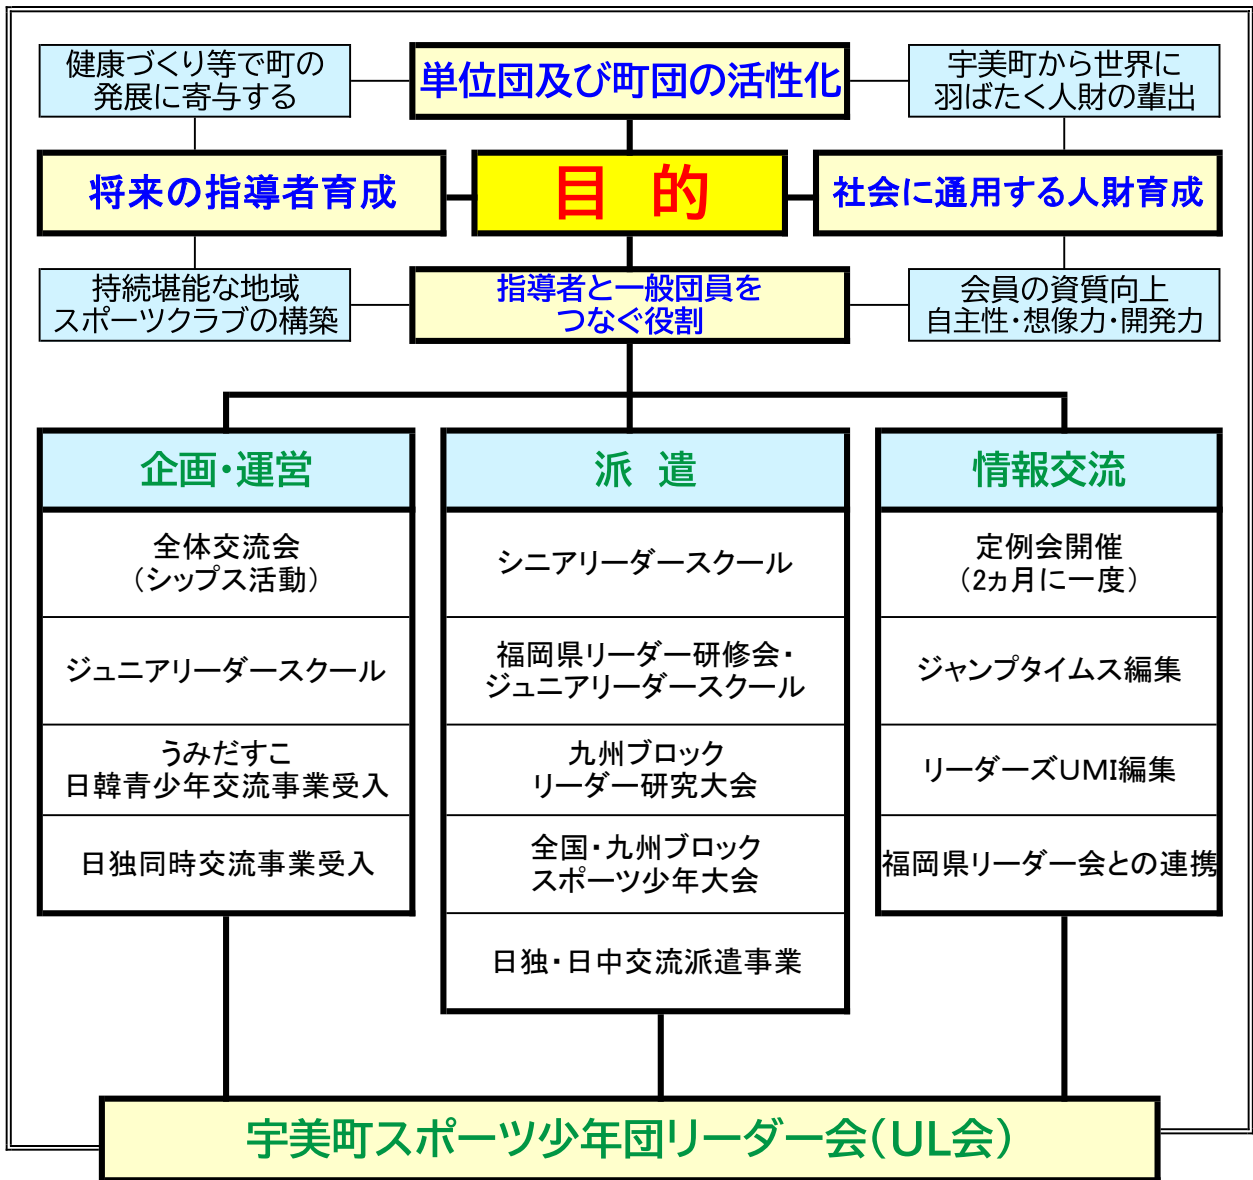 健康づくり等で町の
発展に寄与する
単位団及び町団の活性化
宇美町から世界に
羽ばたく人財の輩出
将来の指導者育成
目 的
社会に通用する人財育成
持続堪能な地域
スポーツクラブの構築
指導者と一般団員を
つなぐ役割
会員の資質向上
自主性・想像力・開発力
企画・運営
全体交流会
（シップス活動）
ジュニアリーダースクール
うみだすこ
日韓青少年交流事業受入
日独同時交流事業受入
派 遣
シニアリーダースクール
福岡県リーダー研修会・
ジュニアリーダースクール
九州ブロック
リーダー研究大会
全国・九州ブロック
スポーツ少年大会
日独・日中交流派遣事業
情報交流
定例会開催
（2ヵ月に一度）
ジャンプタイムス編集
リーダーズUMI編集
福岡県リーダー会との連携
宇美町スポーツ少年団リーダー会（UL会）